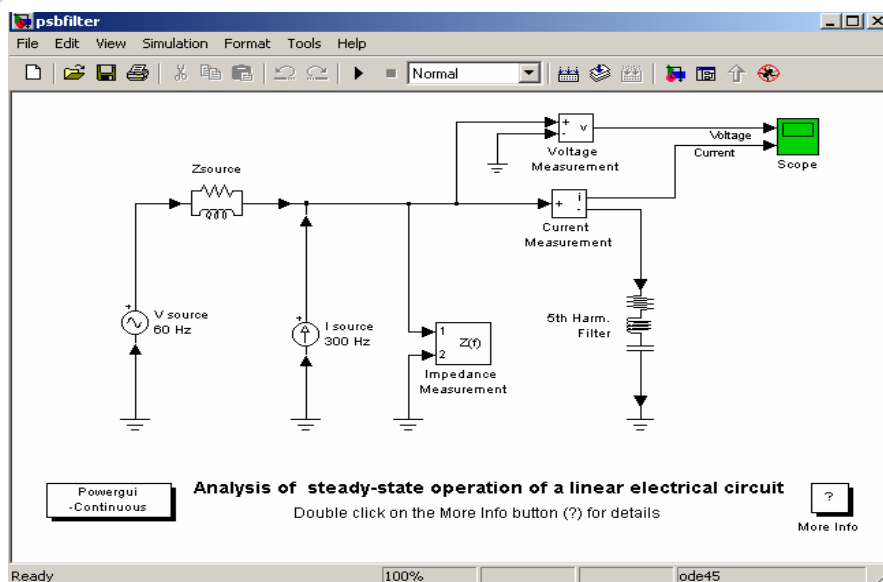 psbfilter
File Edit View Simulation Format Tools Help
Normal
+ v
-
Voltage
Measurement
Voltage
Current
Scope
Zsource
+ i
-
Current
Measurement
+
V source
60 Hz
+
I source
300 Hz
1
2
Z(f)
Impedance
Measurement
5th Harm.
Filter
Powergui
-Continuous
Analysis of steady-state operation of a linear electrical circuit
Double click on the More Info button (?) for details
?
More Info
Ready 100% ode45